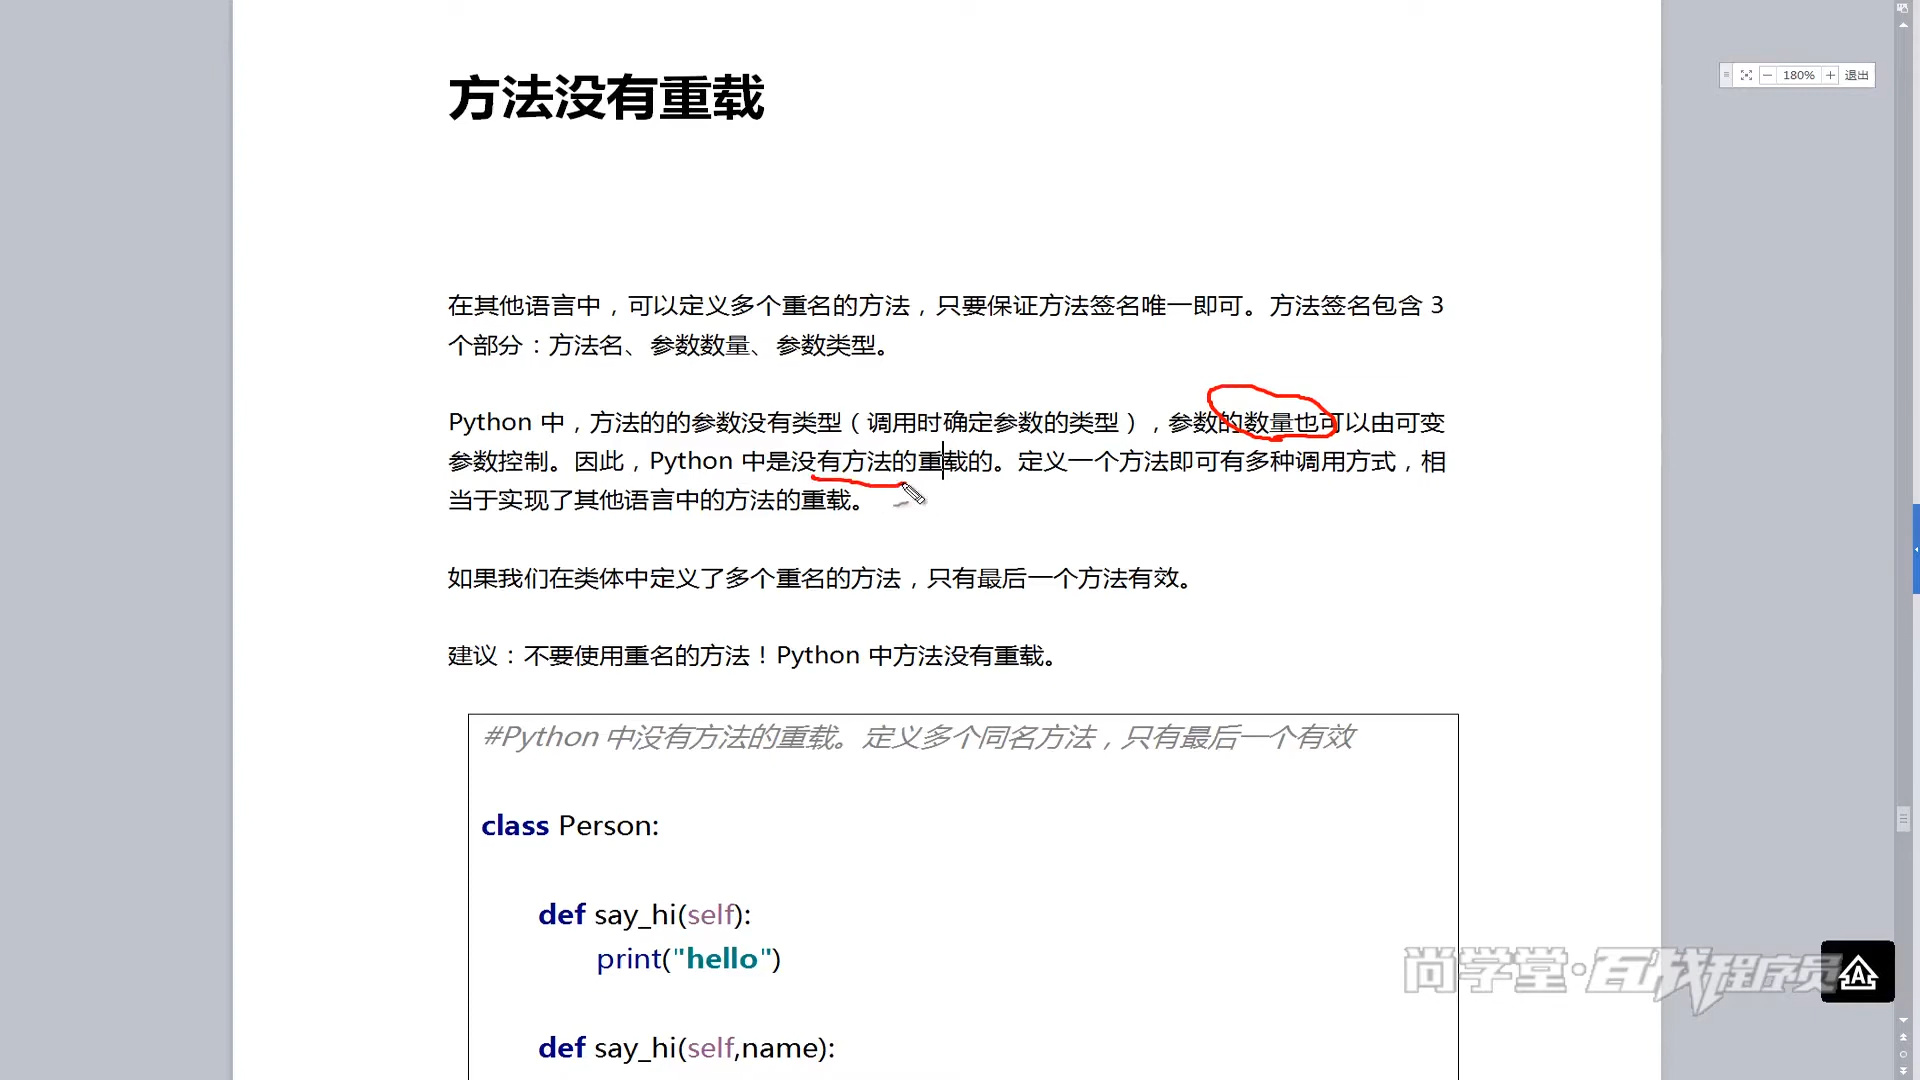 方法没有重载
180%
退出
在其他语言中，可以定义多个重名的方法，只要保证方法签名唯一即可。方法签名包含 3
个部分：方法名、参数数量、参数类型。
Python 中，方法的的参数没有类型（调用时确定参数的类型），参数的数量也可以由可变
参数控制。因此，Python 中是没有方法的重载的。定义一个方法即可有多种调用方式，相
当于实现了其他语言中的方法的重载。
如果我们在类体中定义了多个重名的方法，只有最后一个方法有效。
建议：不要使用重名的方法！Python 中方法没有重载。
#Python 中没有方法的重载。定义多个同名方法，只有最后一个有效
class Person:
def say_hi(self):
print("hello")
def say_hi(self,name):
尚学堂·百战程序员